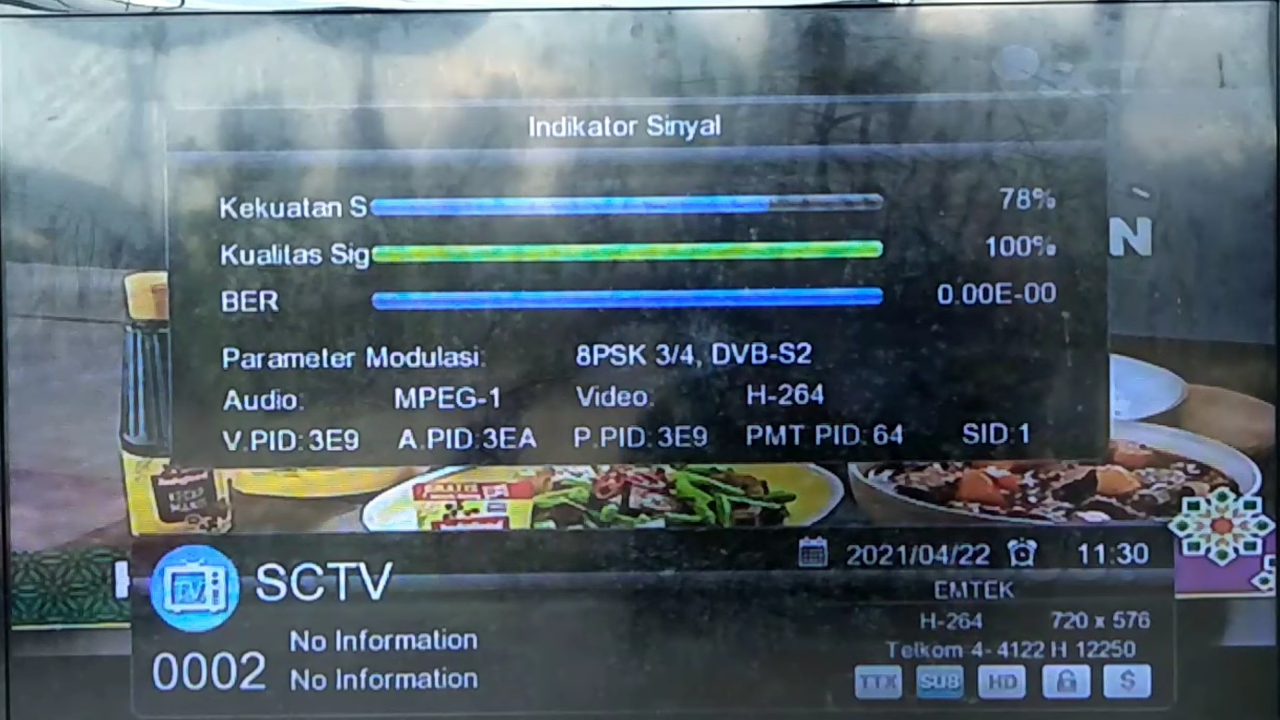 Indikator Sinyal
Kekuatan S 78%
Kualitas Sig 100%
BER 0.00E-00
Parameter Modulasi: 8PSK 3/4, DVB-S2
Audio: MPEG-1 Video: H-264
V.PID:3E9 A.PID:3EA P.PID:3E9 PMT PID:64 SID:1
N
GRATIS
TV SCTV 2021/04/22 11:30
EMTEK
H-264 720 x 576
No Information
Telkom 4- 4122 H 12250
0002 No Information
TTX SUB HD $